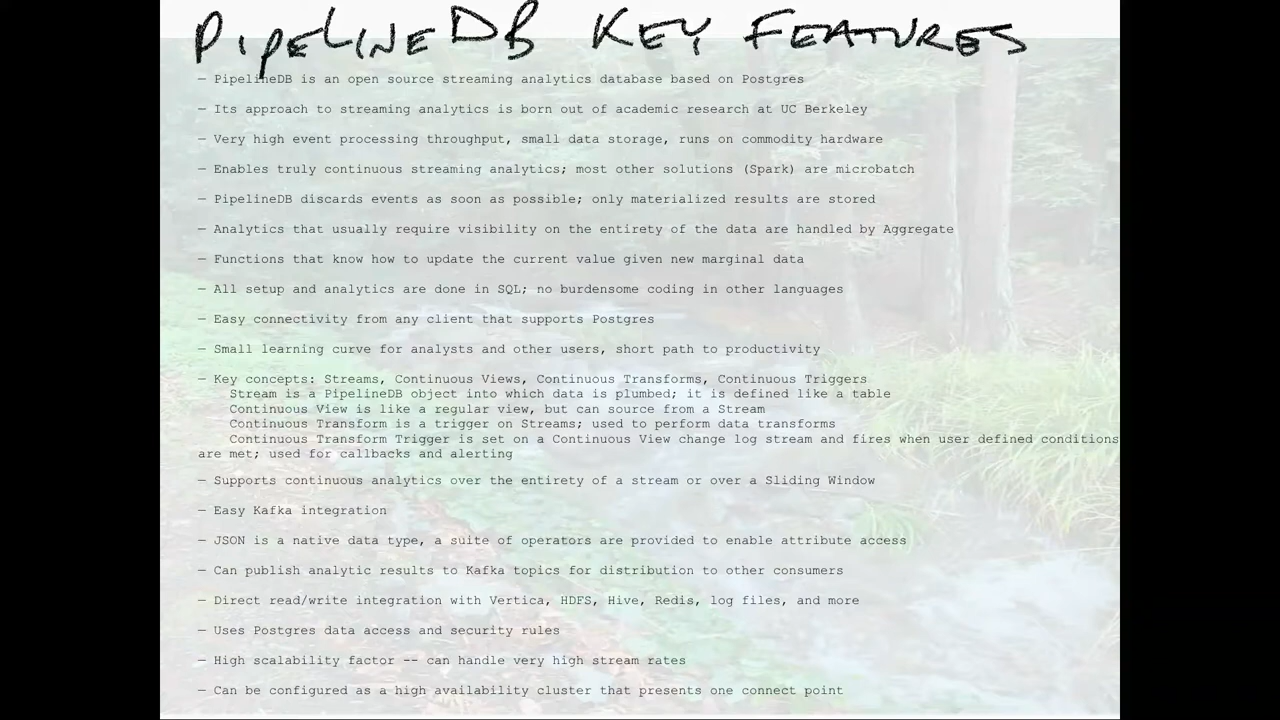 PIPELINEDB KEY FEATURES
— PipelineDB is an open source streaming analytics database based on Postgres
— Its approach to streaming analytics is born out of academic research at UC Berkeley
— Very high event processing throughput, small data storage, runs on commodity hardware
— Enables truly continuous streaming analytics; most other solutions (Spark) are microbatch
— PipelineDB discards events as soon as possible; only materialized results are stored
— Analytics that usually require visibility on the entirety of the data are handled by Aggregate
— Functions that know how to update the current value given new marginal data
— All setup and analytics are done in SQL; no burdensome coding in other languages
— Easy connectivity from any client that supports Postgres
— Small learning curve for analysts and other users, short path to productivity
— Key concepts: Streams, Continuous Views, Continuous Transforms, Continuous Triggers
Stream is a PipelineDB object into which data is plumbed; it is defined like a table
Continuous View is like a regular view, but can source from a Stream
Continuous Transform is a trigger on Streams; used to perform data transforms
Continuous Transform Trigger is set on a Continuous View change log stream and fires when user defined conditions
are met; used for callbacks and alerting
— Supports continuous analytics over the entirety of a stream or over a Sliding Window
— Easy Kafka integration
— JSON is a native data type, a suite of operators are provided to enable attribute access
— Can publish analytic results to Kafka topics for distribution to other consumers
— Direct read/write integration with Vertica, HDFS, Hive, Redis, log files, and more
— Uses Postgres data access and security rules
— High scalability factor -- can handle very high stream rates
— Can be configured as a high availability cluster that presents one connect point